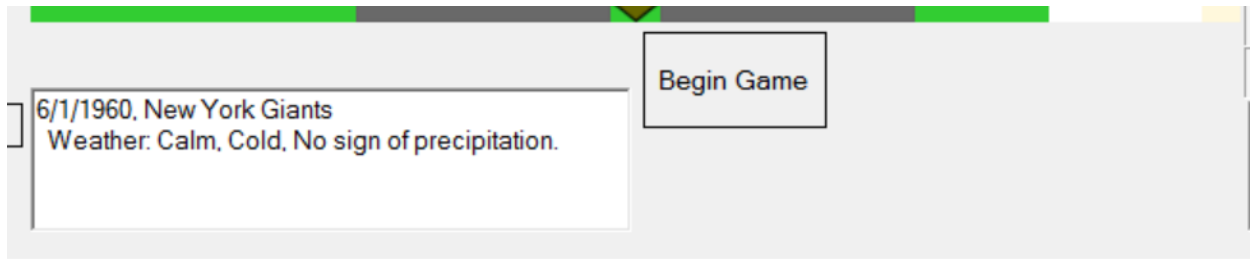 Begin Game
6/1/1960, New York Giants
Weather: Calm, Cold, No sign of precipitation.